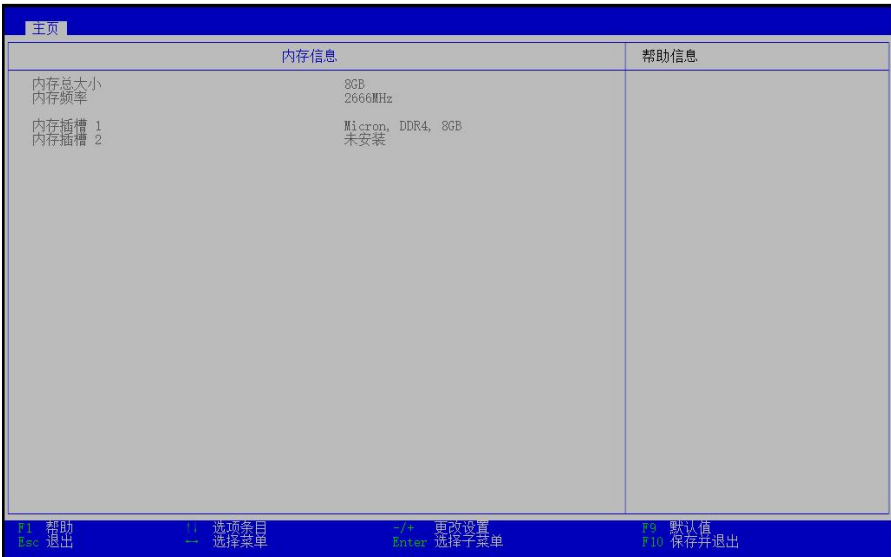 主页
内存信息 帮助信息
内存总大小 8GB
内存频率 2666MHz
内存插槽 1 Micron, DDR4, 8GB
内存插槽 2 未安装
F1 帮助 ↑↓ 选项条目 -/+ 更改设置 F9 默认值
Esc 退出 ←→ 选择菜单 Enter 选择子菜单 F10 保存并退出